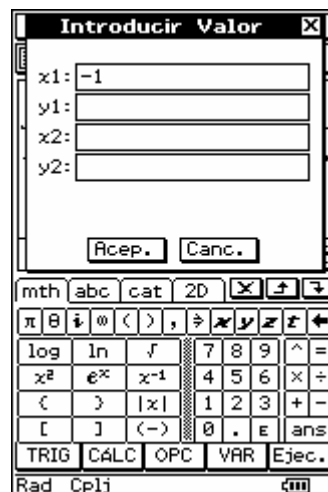 Introducir Valor X
x1: -1
y1:
x2:
y2:
Acep. Canc.
mth abc cat 2D
π θ i ∞ ( ) , ⇒ x y z t ←
log ln √ 7 8 9 ^ =
x² eˣ x⁻¹ 4 5 6 × ÷
( ) |x| 1 2 3 + -
[ ] (-) 0 . E ans
TRIG CALC OPC VAR Ejec.
Rad Cplj